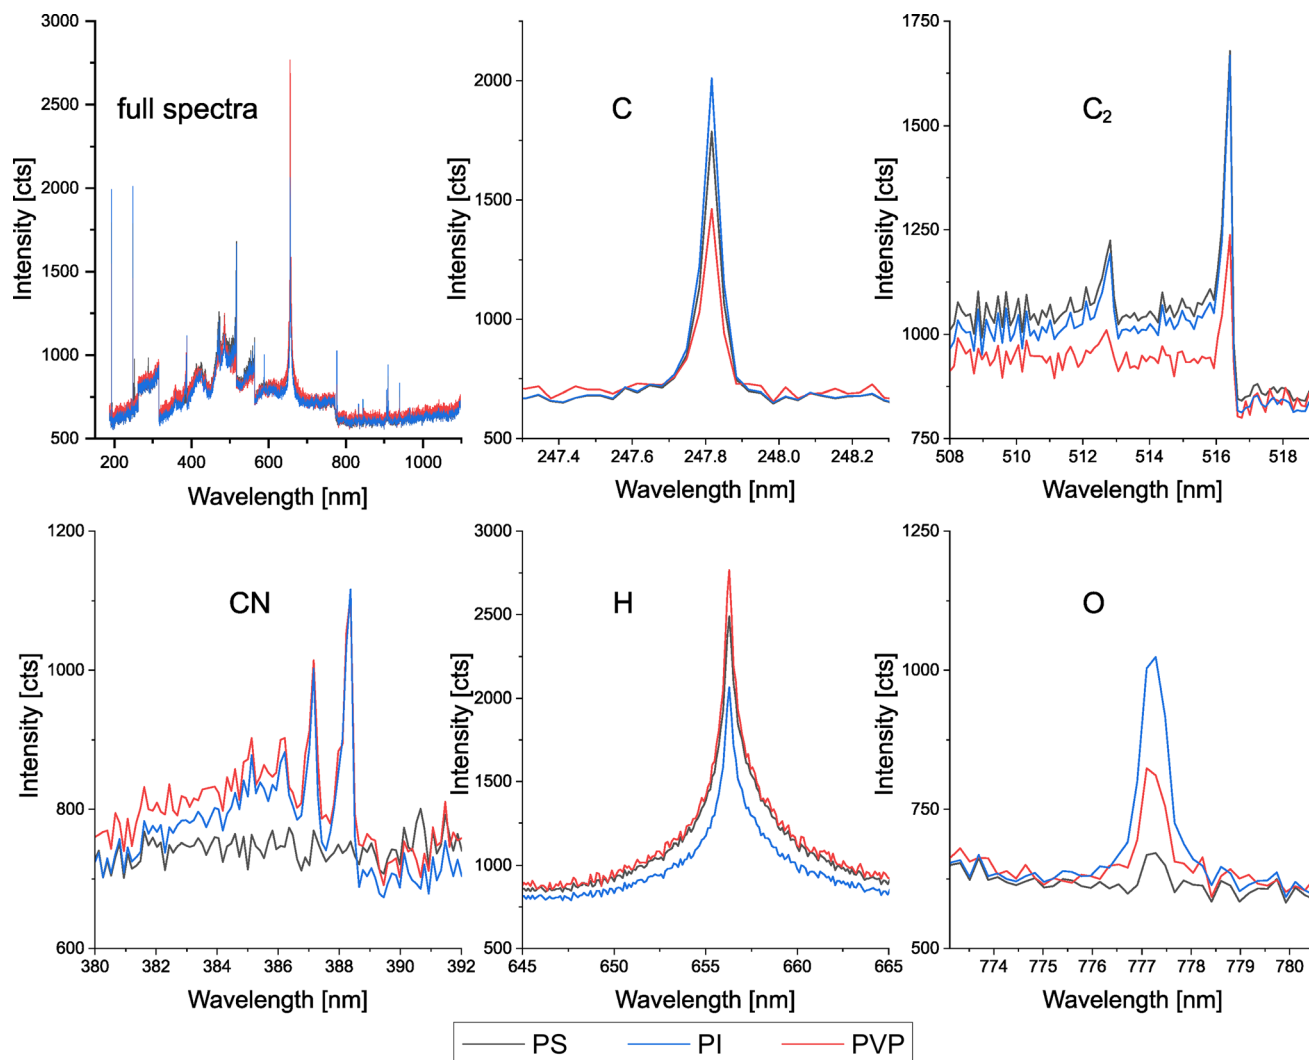 3000
2500
2000
1500
1000
500
Intensity [cts]
full spectra
200 400 600 800 1000
Wavelength [nm]
2000
1500
1000
500
Intensity [cts]
C
247.4 247.6 247.8 248.0 248.2
Wavelength [nm]
1750
1500
1250
1000
750
Intensity [cts]
C₂
508 510 512 514 516 518
Wavelength [nm]
1200
1000
800
600
Intensity [cts]
CN
380 382 384 386 388 390 392
Wavelength [nm]
3000
2500
2000
1500
1000
500
Intensity [cts]
H
645 650 655 660 665
Wavelength [nm]
1250
1000
750
500
Intensity [cts]
O
774 775 776 777 778 779 780
Wavelength [nm]
PS PI PVP